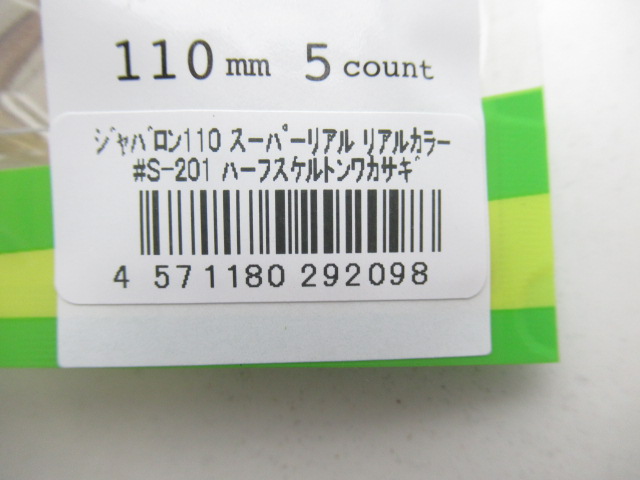 110 mm 5 count
ｼﾞｬﾊﾞﾛﾝ110 ｽｰﾊﾟｰﾘｱﾙ ﾘｱﾙｶﾗｰ
#S-201 ﾊｰﾌｽｹﾙﾄﾝﾜｶｻｷﾞ
4 571180 292098